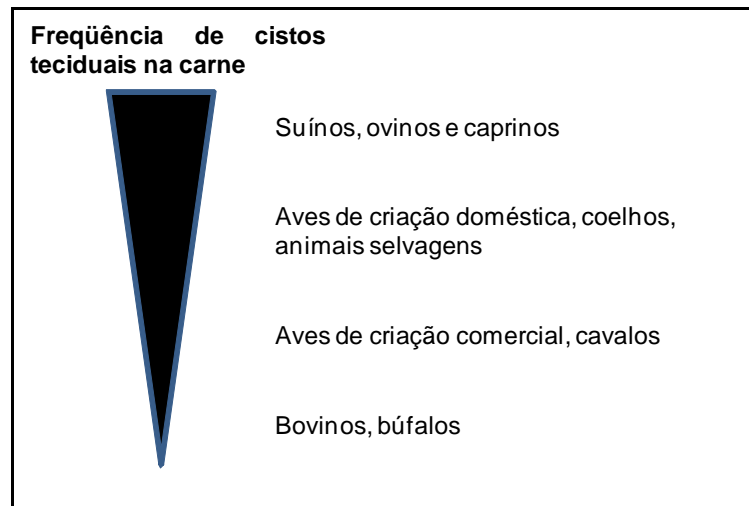 Freqüência de cistos
teciduais na carne
Suínos, ovinos e caprinos
Aves de criação doméstica, coelhos,
animais selvagens
Aves de criação comercial, cavalos
Bovinos, búfalos